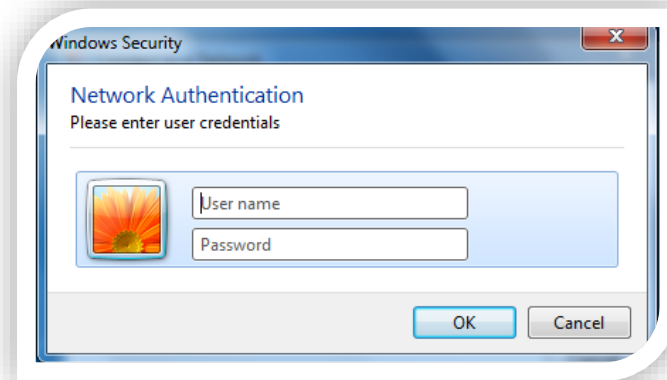 Windows Security
Network Authentication
Please enter user credentials
User name
Password
OK
Cancel